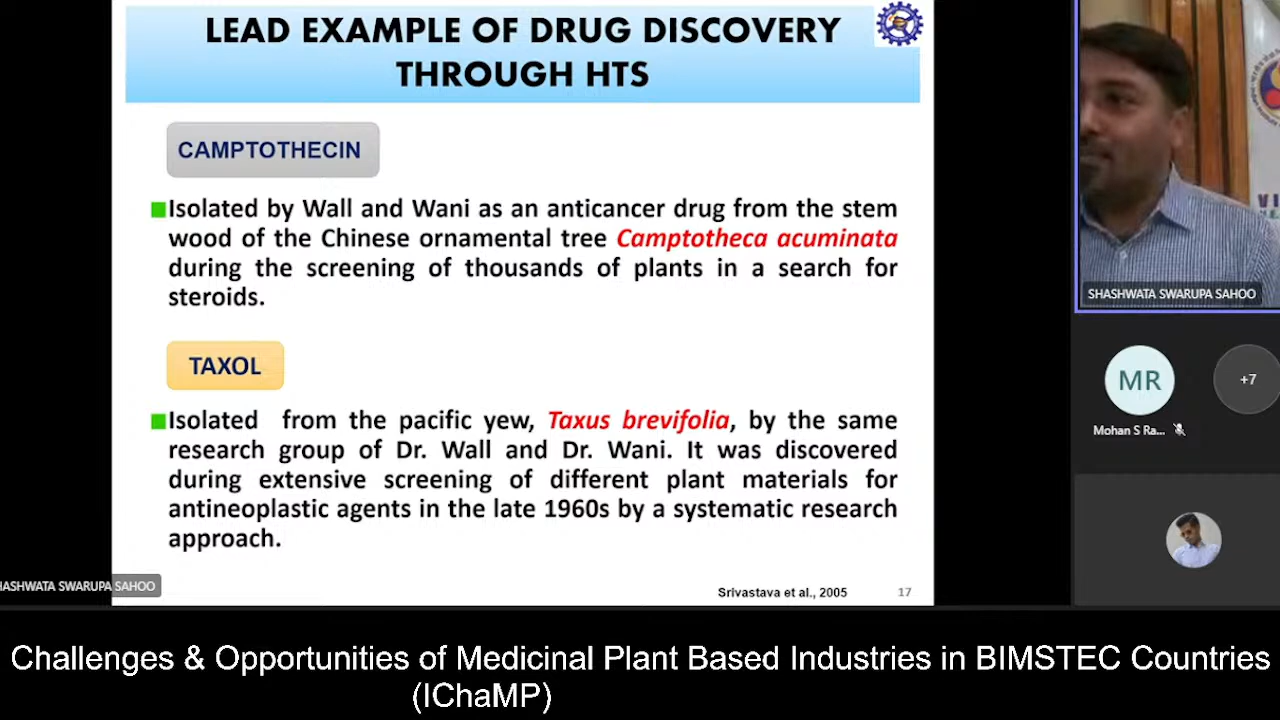 LEAD EXAMPLE OF DRUG DISCOVERY
THROUGH HTS
CAMPTOTHECIN
Isolated by Wall and Wani as an anticancer drug from the stem
wood of the Chinese ornamental tree Camptotheca acuminata
during the screening of thousands of plants in a search for
steroids.
TAXOL
Isolated from the pacific yew, Taxus brevifolia, by the same
research group of Dr. Wall and Dr. Wani. It was discovered
during extensive screening of different plant materials for
antineoplastic agents in the late 1960s by a systematic research
approach.
Srivastava et al., 2005
17
HASHWATA SWARUPA SAHOO
VI
SHASHWATA SWARUPA SAHOO
MR
+7
Mohan S Ra...
Challenges & Opportunities of Medicinal Plant Based Industries in BIMSTEC Countries
(IChaMP)